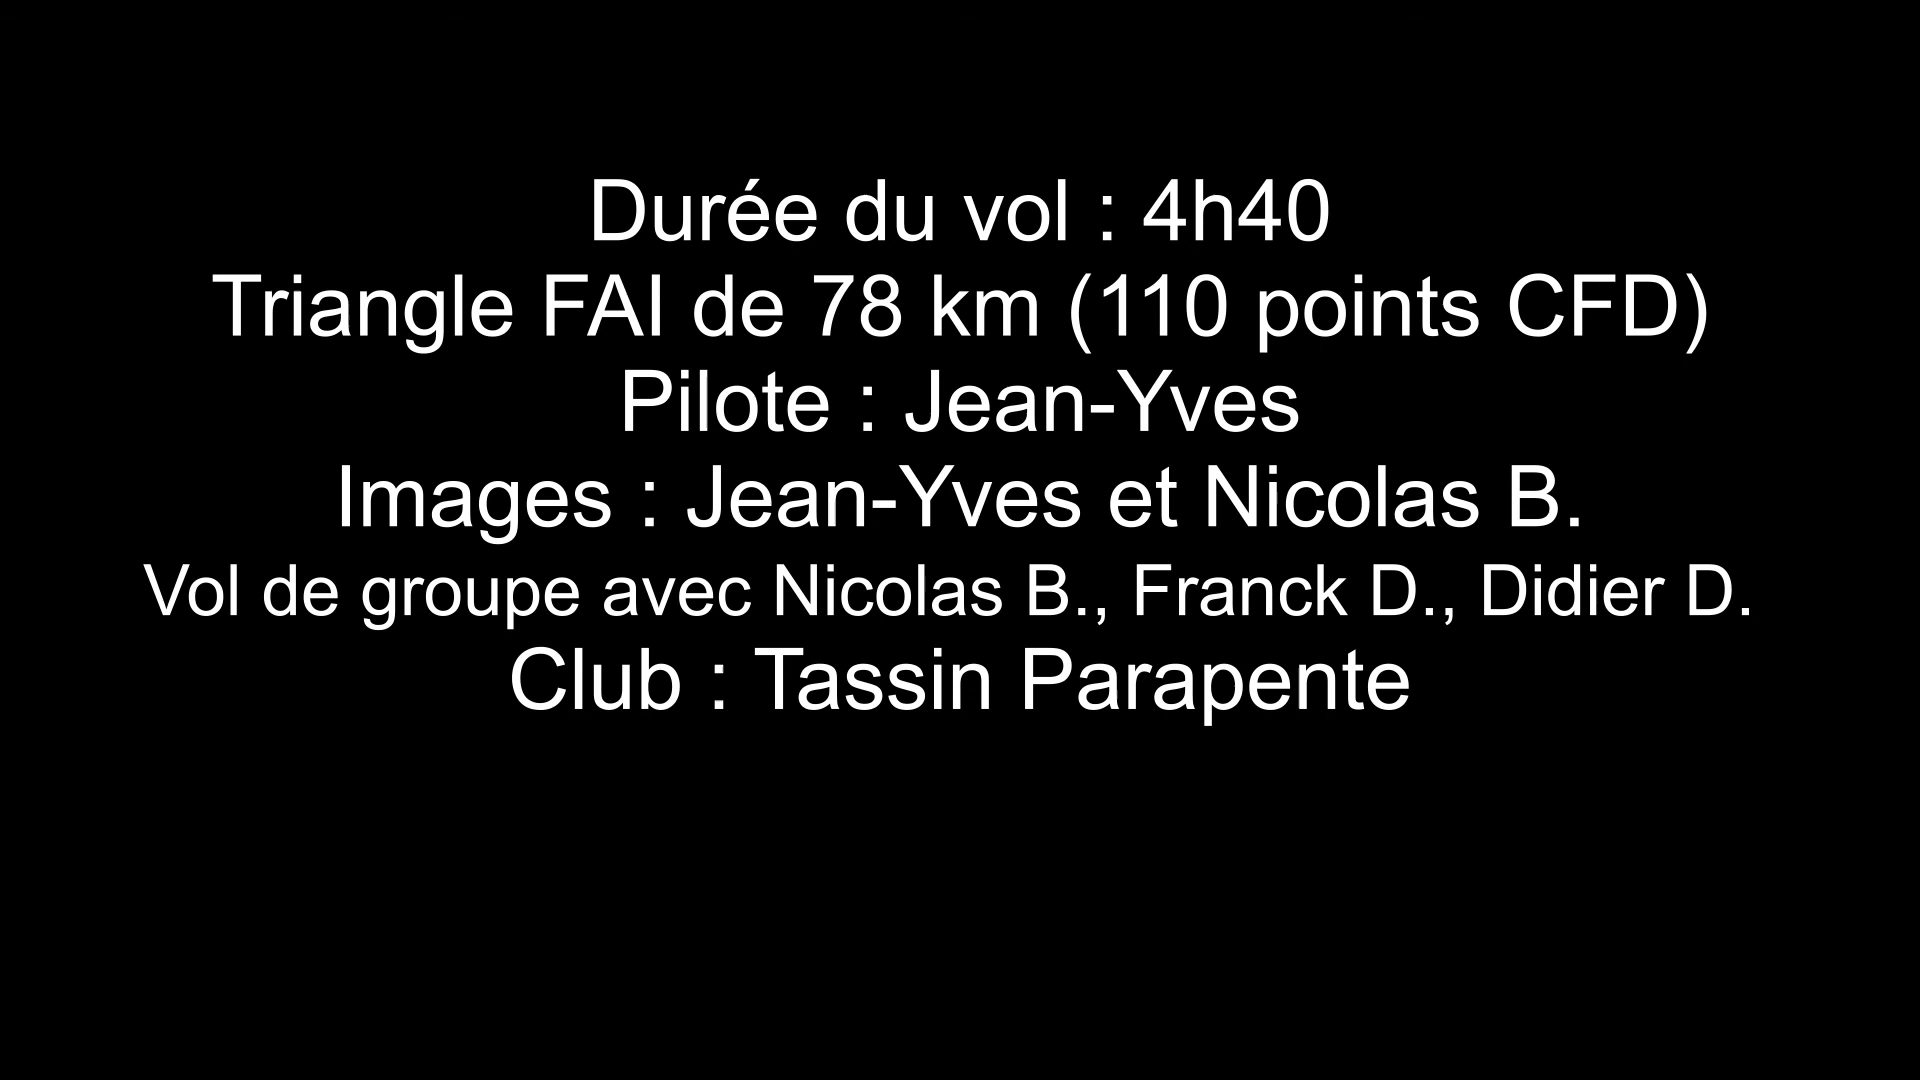 Durée du vol : 4h40
Triangle FAI de 78 km (110 points CFD)
Pilote : Jean-Yves
Images : Jean-Yves et Nicolas B.
Vol de groupe avec Nicolas B., Franck D., Didier D.
Club : Tassin Parapente